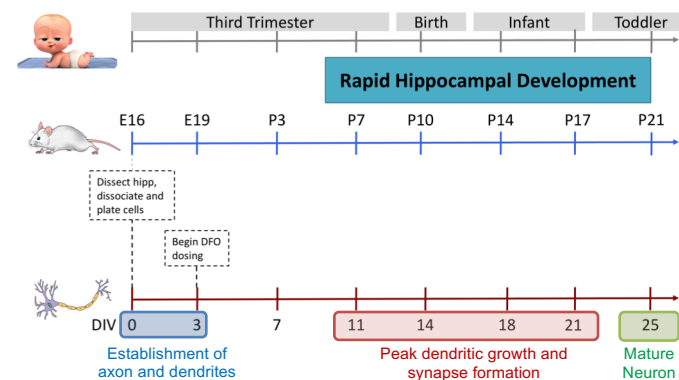 Third Trimester Birth Infant Toddler
Rapid Hippocampal Development
E16 E19 P3 P7 P10 P14 P17 P21
Dissect hipp,
dissociate and
plate cells
Begin DFO
dosing
DIV 0 3 7 11 14 18 21 25
Establishment of
axon and dendrites
Peak dendritic growth and
synapse formation
Mature
Neuron